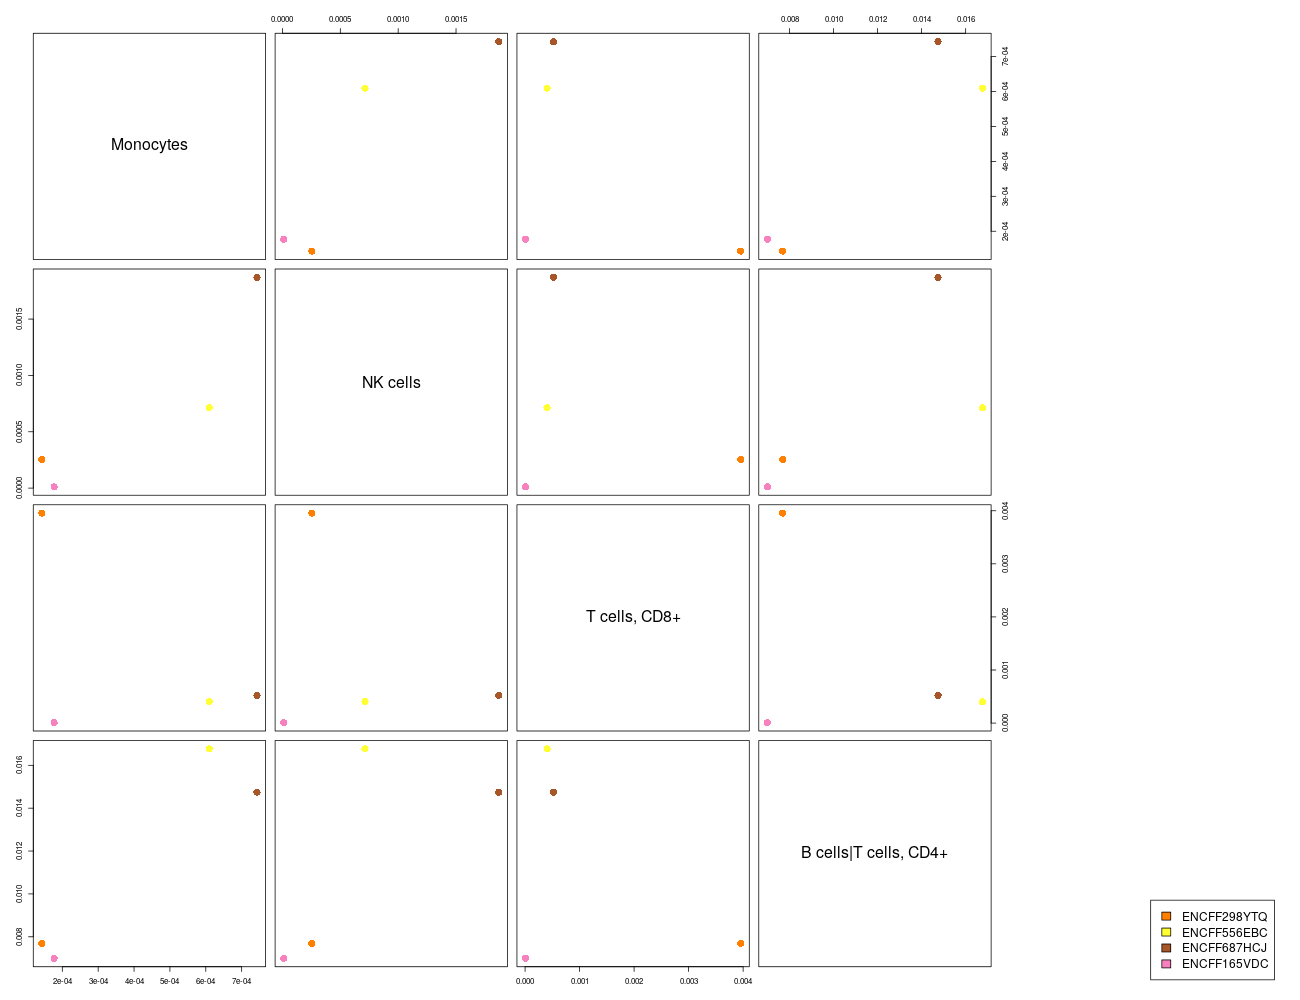 0.0000 0.0005 0.0010 0.0015
0.008 0.010 0.012 0.014 0.016
Monocytes
2e-04 3e-04 4e-04 5e-04 6e-04 7e-04
0.0000 0.0005 0.0010 0.0015
NK cells
T cells, CD8+
0.000 0.001 0.002 0.003 0.004
0.008 0.010 0.012 0.014 0.016
B cells|T cells, CD4+
2e-04 3e-04 4e-04 5e-04 6e-04 7e-04
0.000 0.001 0.002 0.003 0.004
ENCFF298YTQ
ENCFF556EBC
ENCFF687HCJ
ENCFF165VDC